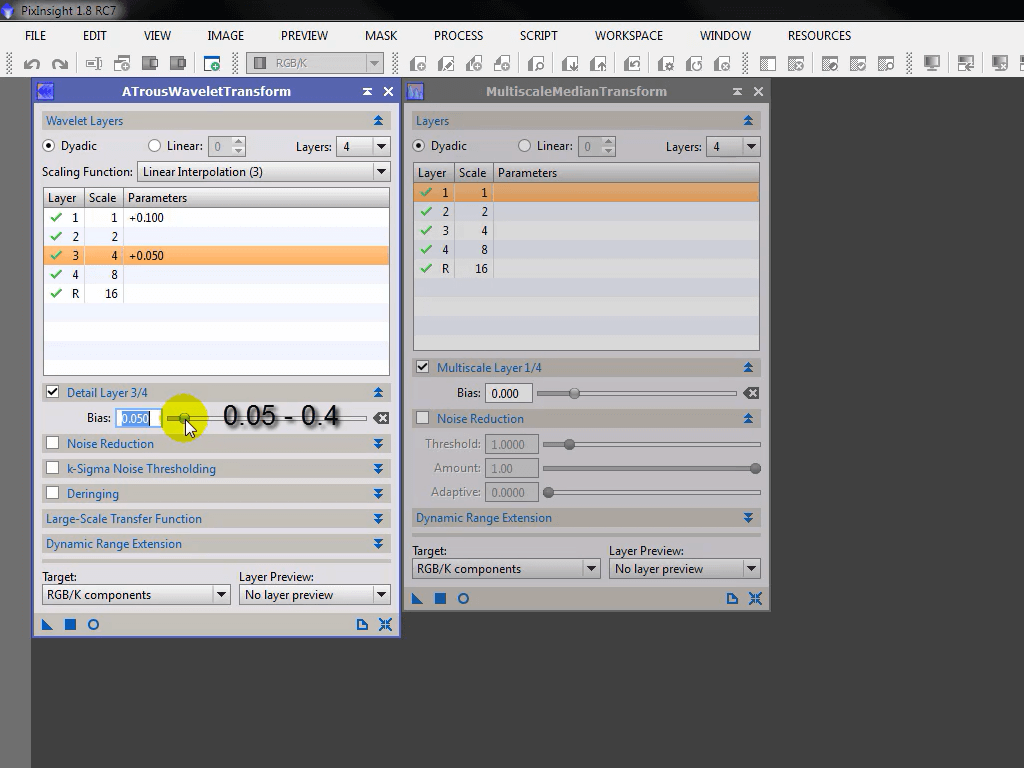 PixInsight 1.8 RC7
FILE EDIT VIEW IMAGE PREVIEW MASK PROCESS SCRIPT WORKSPACE WINDOW RESOURCES
RGB/K
ATrousWaveletTransform
Wavelet Layers
Dyadic Linear: 0 Layers: 4
Scaling Function: Linear Interpolation (3)
Layer Scale Parameters
1 1 +0.100
2 2
3 4 +0.050
4 8
R 16
Detail Layer 3/4
Bias: 0.050 0.05 - 0.4
Noise Reduction
k-Sigma Noise Thresholding
Deringing
Large-Scale Transfer Function
Dynamic Range Extension
Target: Layer Preview:
RGB/K components No layer preview
MultiscaleMedianTransform
Layers
Dyadic Linear: 0 Layers: 4
Layer Scale Parameters
1 1
2 2
3 4
4 8
R 16
Multiscale Layer 1/4
Bias: 0.000
Noise Reduction
Threshold: 1.0000
Amount: 1.00
Adaptive: 0.0000
Dynamic Range Extension
Target: Layer Preview:
RGB/K components No layer preview